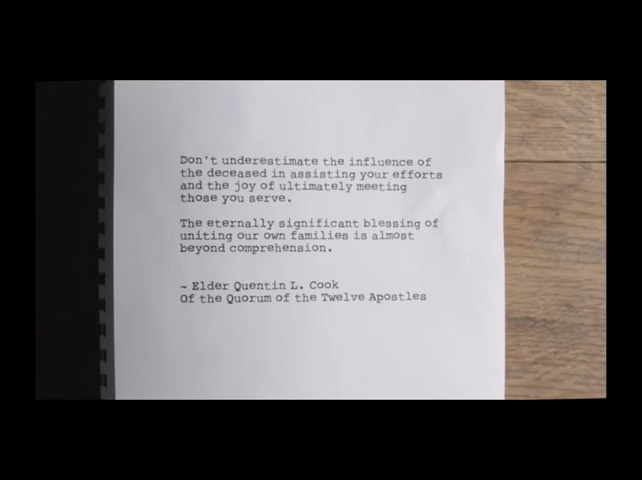 Don't underestimate the influence of
the deceased in assisting your efforts
and the joy of ultimately meeting
those you serve.
The eternally significant blessing of
uniting our own families is almost
beyond comprehension.
~ Elder Quentin L. Cook
Of the Quorum of the Twelve Apostles